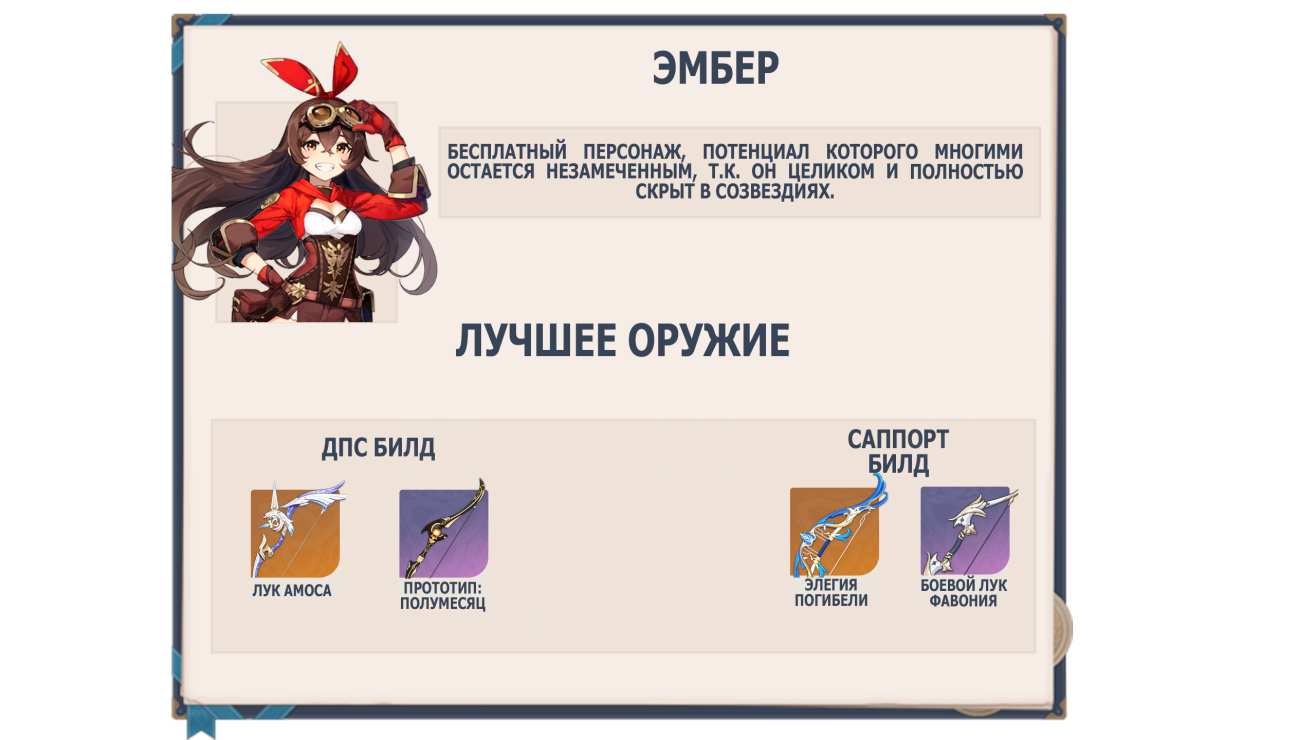 ЭМБЕР
БЕСПЛАТНЫЙ ПЕРСОНАЖ, ПОТЕНЦИАЛ КОТОРОГО МНОГИМИ
ОСТАЕТСЯ НЕЗАМЕЧЕННЫМ, Т.К. ОН ЦЕЛИКОМ И ПОЛНОСТЬЮ
СКРЫТ В СОЗВЕЗДИЯХ.
ЛУЧШЕЕ ОРУЖИЕ
ДПС БИЛД
ЛУК АМОСА
ПРОТОТИП:
ПОЛУМЕСЯЦ
САППОРТ
БИЛД
ЭЛЕГИЯ
ПОГИБЕЛИ
БОЕВОЙ ЛУК
ФАВОНИЯ